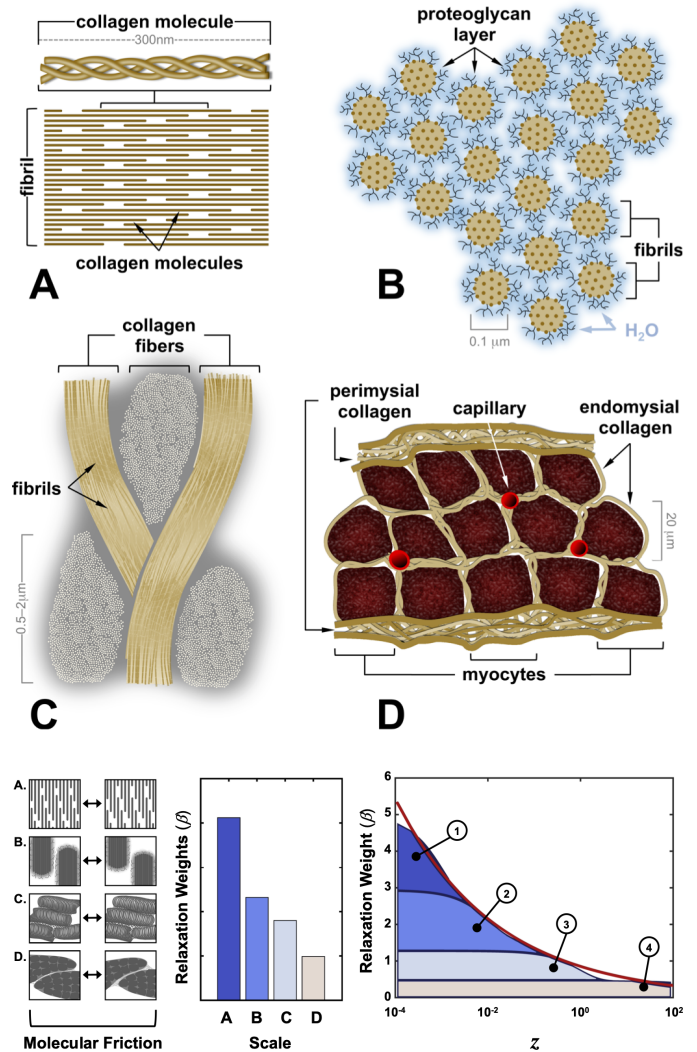 collagen molecule
300nm
fibril
collagen molecules
A
proteoglycan
layer
fibrils
H2O
0.1 μm
B
collagen
fibers
fibrils
0.5–2μm
C
perimysial
collagen
capillary
endomysial
collagen
20 μm
myocytes
D
A.
B.
C.
D.
Molecular Friction
Relaxation Weights (β)
A B C D
Scale
Relaxation Weight (β)
6
5
4
3
2
1
0
1
2
3
4
10-4 10-2 100 102
z